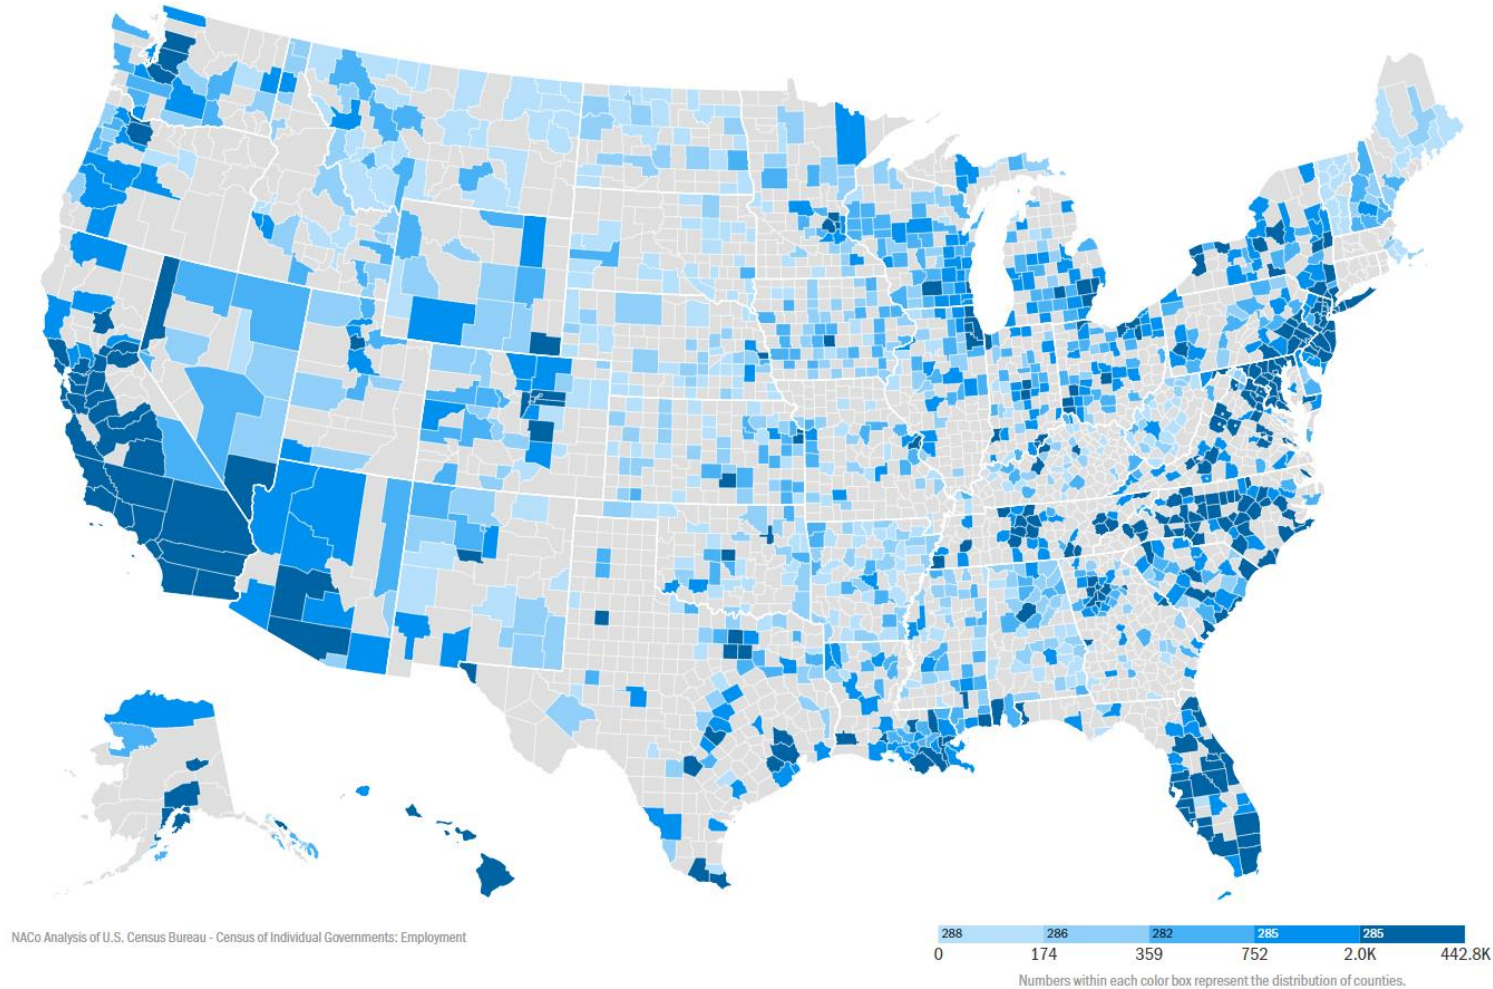 NACo Analysis of U.S. Census Bureau - Census of Individual Governments: Employment
288 286 282 285 285
0 174 359 752 2.0K 442.8K
Numbers within each color box represent the distribution of counties.